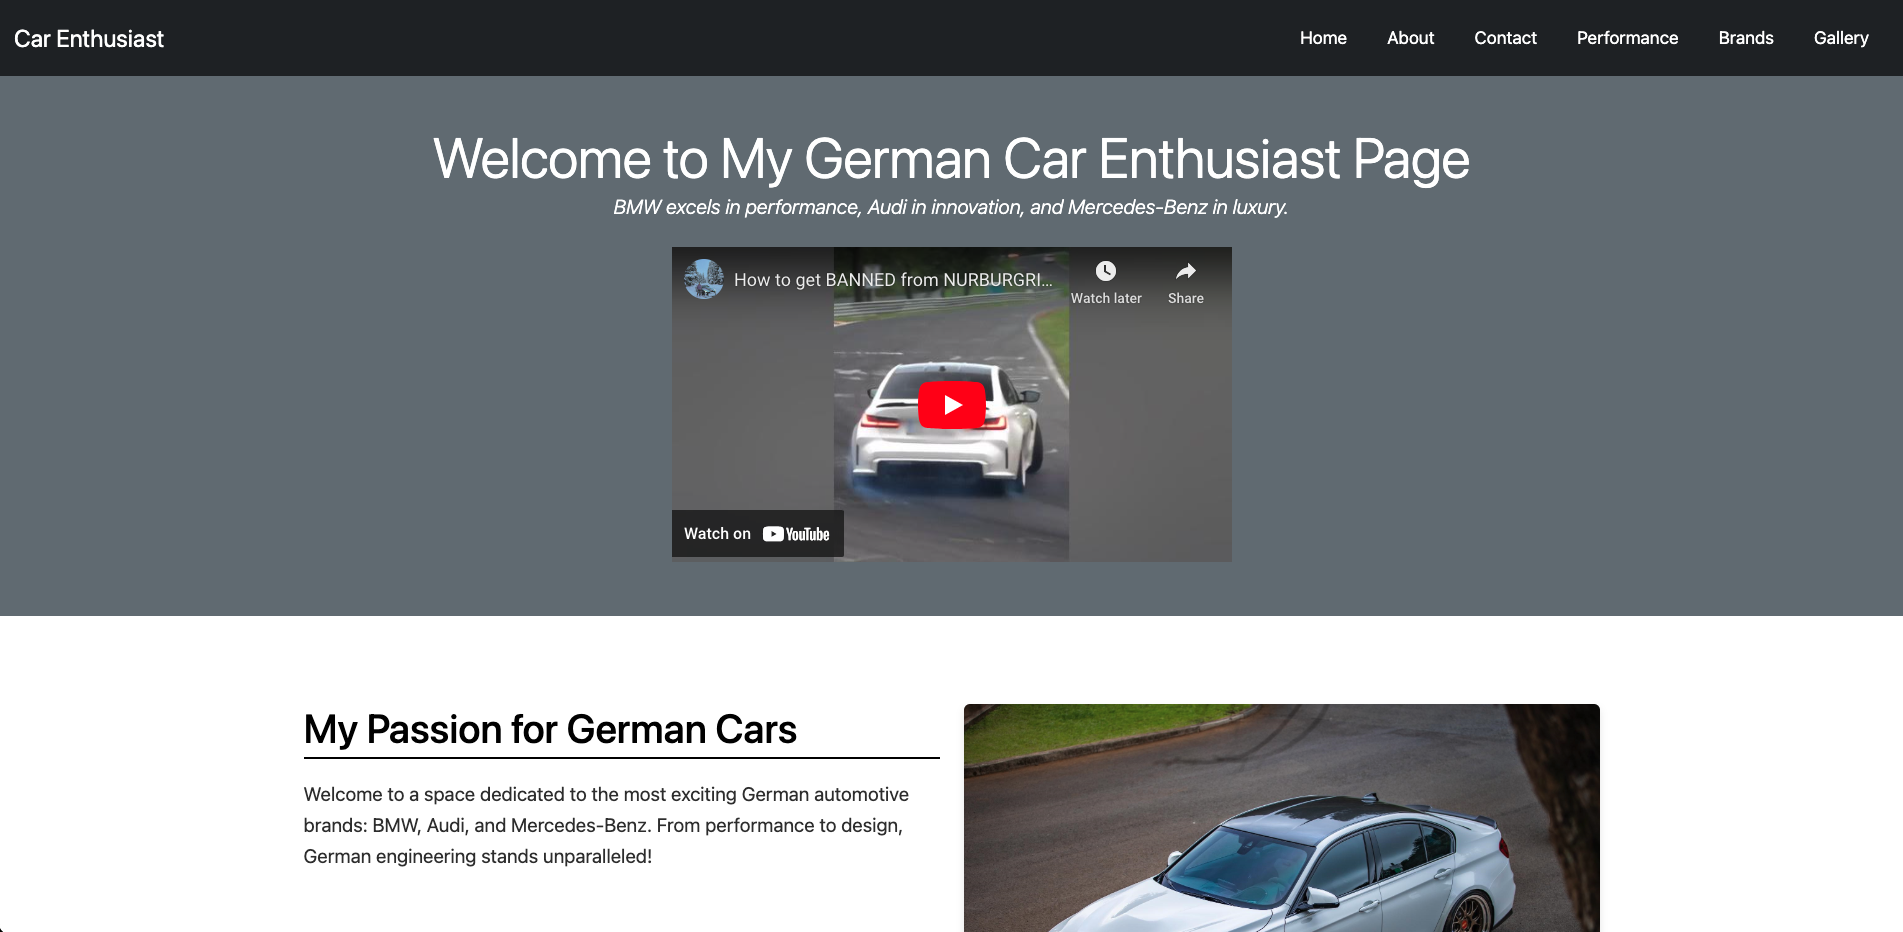 Car Enthusiast
Home
About
Contact
Performance
Brands
Gallery
Welcome to My German Car Enthusiast Page
BMW excels in performance, Audi in innovation, and Mercedes-Benz in luxury.
How to get BANNED from NURBURGRI...
Watch later
Share
Watch on YouTube
My Passion for German Cars
Welcome to a space dedicated to the most exciting German automotive
brands: BMW, Audi, and Mercedes-Benz. From performance to design,
German engineering stands unparalleled!